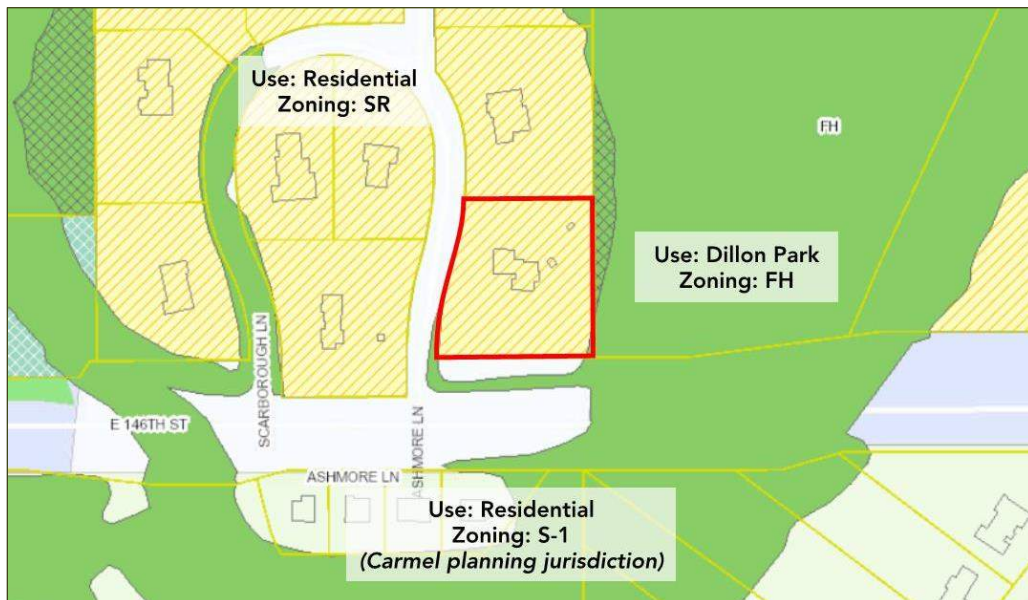 Use: Residential
Zoning: SR
FH
Use: Dillon Park
Zoning: FH
SCARBOROUGH LN
E 146TH ST
ASHMORE LN
ASHMORE LN
Use: Residential
Zoning: S-1
(Carmel planning jurisdiction)